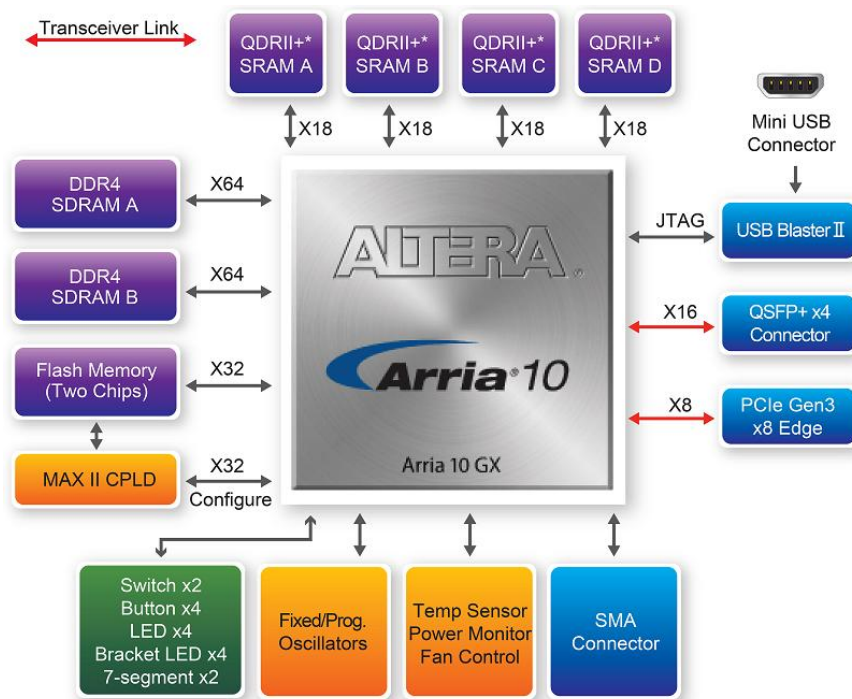 Transceiver Link
QDRII+*
SRAM A
QDRII+*
SRAM B
QDRII+*
SRAM C
QDRII+*
SRAM D
X18
X18
X18
X18
Mini USB
Connector
DDR4
SDRAM A
X64
DDR4
SDRAM B
X64
Flash Memory
(Two Chips)
X32
MAX II CPLD
X32
Configure
ALTERA®
Arria® 10
Arria 10 GX
JTAG
USB Blaster II
X16
QSFP+ x4
Connector
X8
PCIe Gen3
x8 Edge
Switch x2
Button x4
LED x4
Bracket LED x4
7-segment x2
Fixed/Prog.
Oscillators
Temp Sensor
Power Monitor
Fan Control
SMA
Connector